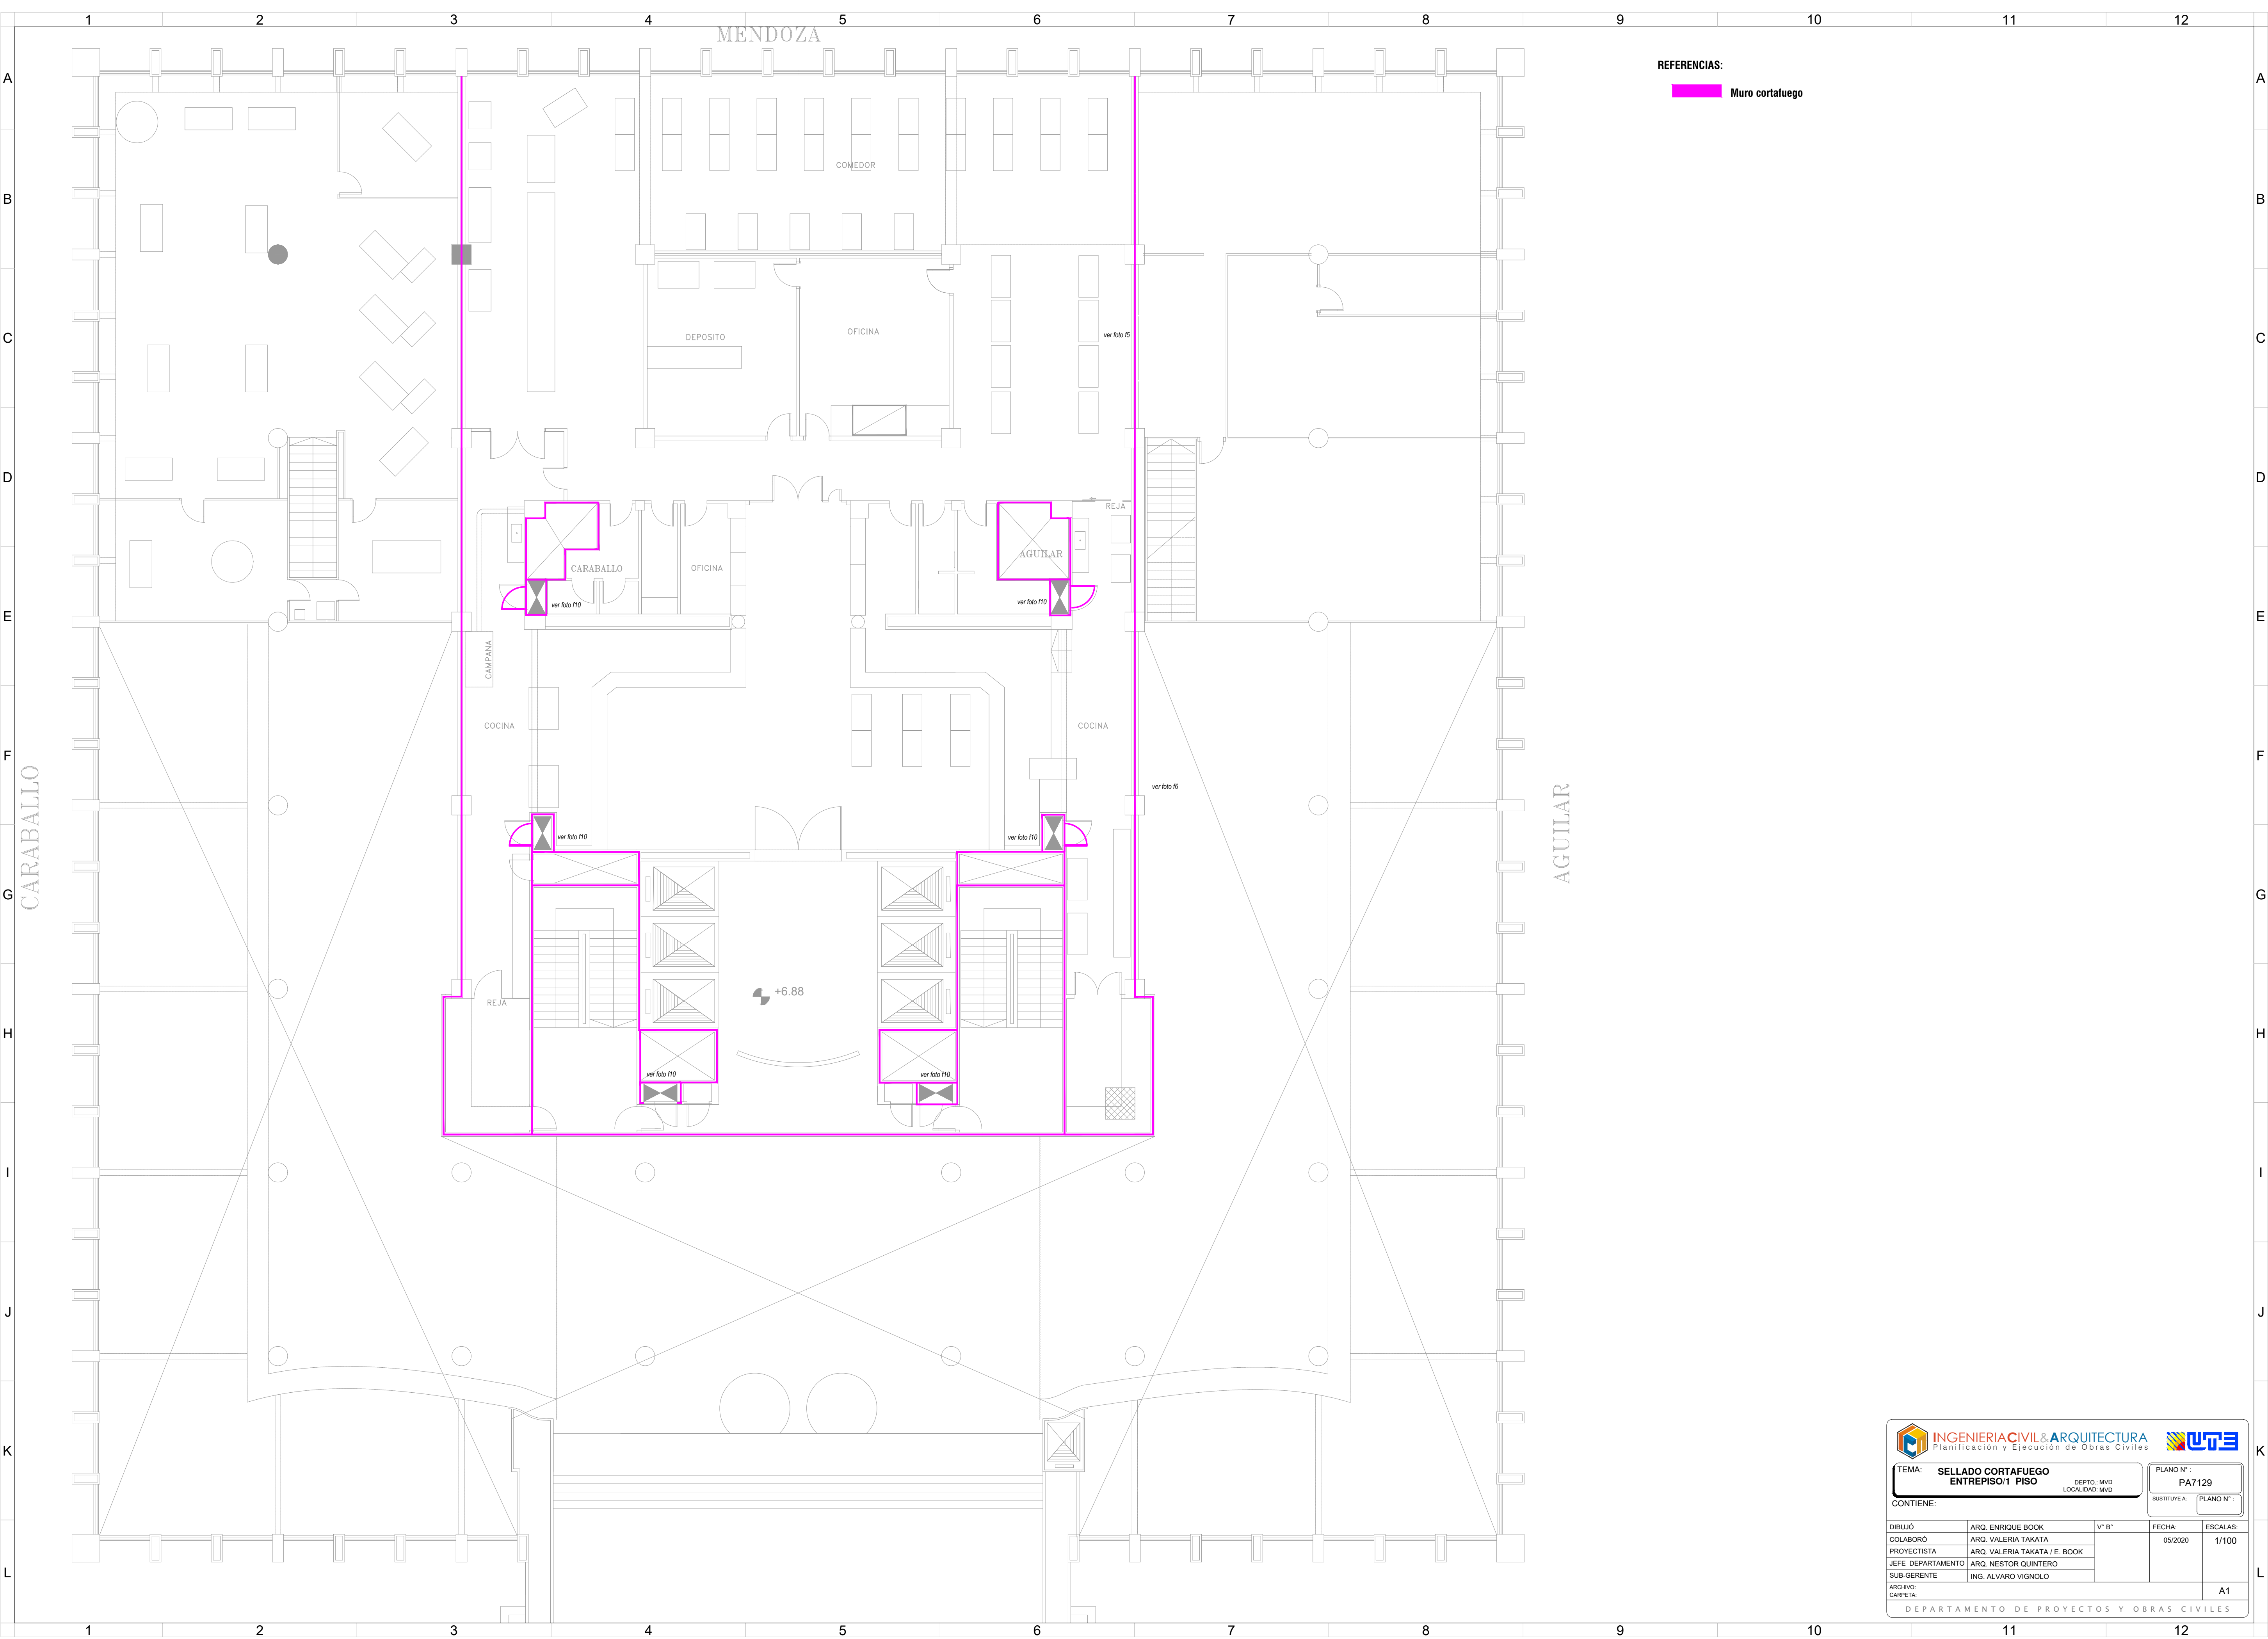 1 2 3 4 5 6 7 8 9 10 11 12
MENDOZA
A A
REFERENCIAS:
Muro cortafuego
COMEDOR
B B
OFICINA
ver foto f5
DEPOSITO
C C
D D
REJA
AGUILAR
CARABALLO
OFICINA
ver foto f10
ver foto f10
E E
CAMPANA
COCINA
COCINA
F F
CARABALLO
AGUILAR
ver foto f6
ver foto f10
ver foto f10
G G
+6.88
REJA
H H
ver foto f10
ver foto f10
I I
J J
K K
INGENIERIACIVIL&ARQUITECTURA
Planificación y Ejecución de Obras Civiles
UTE
TEMA: SELLADO CORTAFUEGO
ENTREPISO/1 PISO
DEPTO.: MVD
LOCALIDAD: MVD
PLANO N° :
PA7129
SUSTITUYE A: PLANO N° :
CONTIENE:
DIBUJÓ ARQ. ENRIQUE BOOK V° B° FECHA: ESCALAS:
COLABORÓ ARQ. VALERIA TAKATA 05/2020 1/100
PROYECTISTA ARQ. VALERIA TAKATA / E. BOOK
JEFE DEPARTAMENTO ARQ. NESTOR QUINTERO
SUB-GERENTE ING. ALVARO VIGNOLO
ARCHIVO:
CARPETA:
A1
DEPARTAMENTO DE PROYECTOS Y OBRAS CIVILES
L L
1 2 3 4 5 6 7 8 9 10 11 12